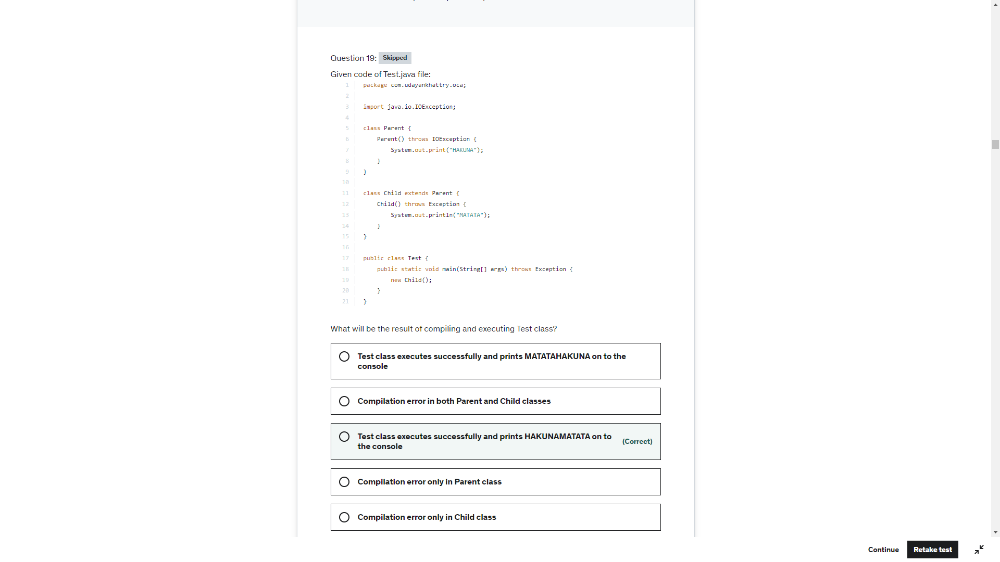 Question 19: Skipped
Given code of Test.java file:
1 package com.udayankhattry.oca;
2
3 import java.io.IOException;
4
5 class Parent {
6 Parent() throws IOException {
7 System.out.print("HAKUNA");
8 }
9 }
10
11 class Child extends Parent {
12 Child() throws Exception {
13 System.out.println("MATATA");
14 }
15 }
16
17 public class Test {
18 public static void main(String[] args) throws Exception {
19 new Child();
20 }
21 }
What will be the result of compiling and executing Test class?
Test class executes successfully and prints MATATAHAKUNA on to the
console
Compilation error in both Parent and Child classes
Test class executes successfully and prints HAKUNAMATATA on to
the console
(Correct)
Compilation error only in Parent class
Compilation error only in Child class
Continue
Retake test